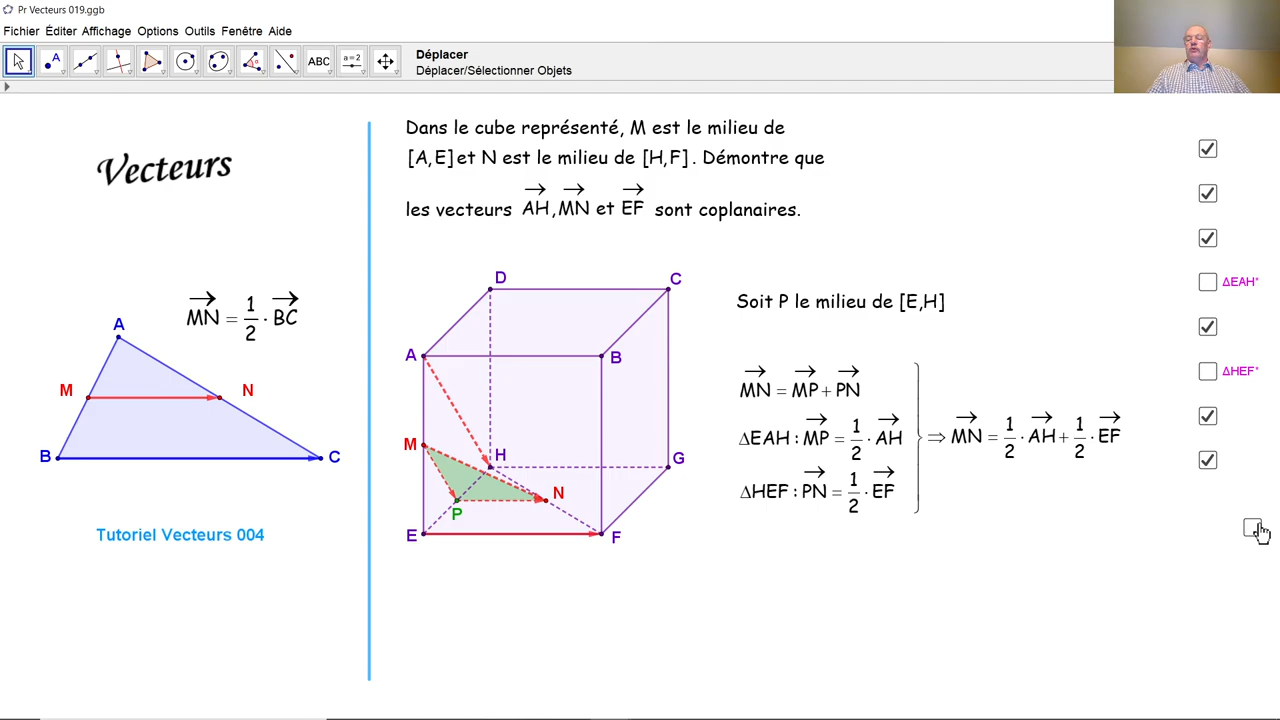 Pr Vecteurs 019.ggb
Fichier Éditer Affichage Options Outils Fenêtre Aide
A
α
ABC
a=2
Déplacer
Déplacer/Sélectionner Objets
Vecteurs
MN = 1/2 · BC
A
M
N
B
C
Tutoriel Vecteurs 004
Dans le cube représenté, M est le milieu de
[A,E] et N est le milieu de [H,F]. Démontre que
les vecteurs AH, MN et EF sont coplanaires.
D
C
A
B
M
H
G
N
P
E
F
Soit P le milieu de [E,H]
MN = MP + PN
ΔEAH : MP = 1/2 · AH
ΔHEF : PN = 1/2 · EF
⇒ MN = 1/2 · AH + 1/2 · EF
ΔEAH*
ΔHEF*